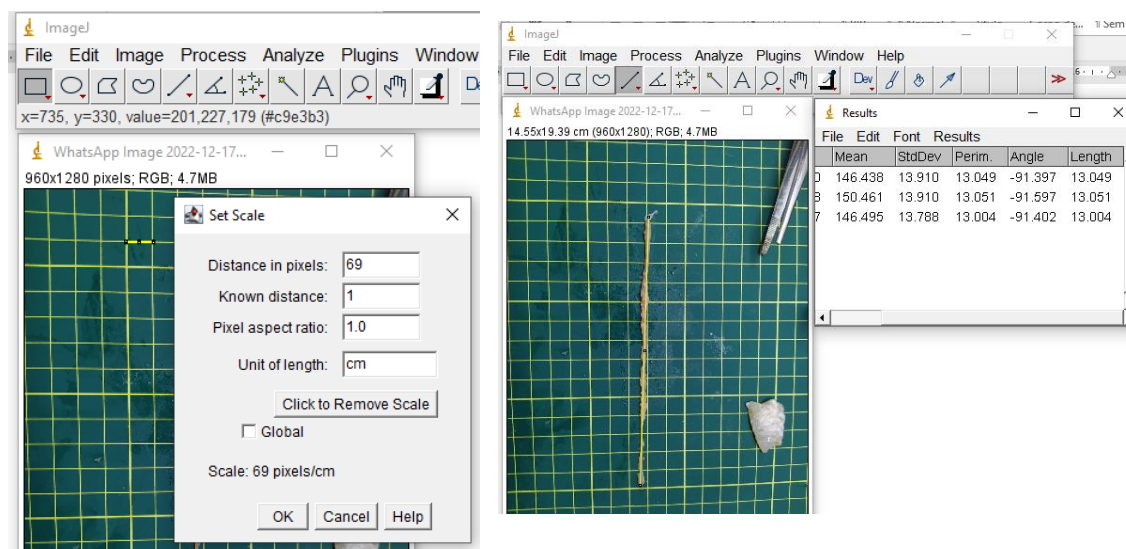 ImageJ
File Edit Image Process Analyze Plugins Window
x=735, y=330, value=201,227,179 (#c9e3b3)
WhatsApp Image 2022-12-17...
960x1280 pixels; RGB; 4.7MB
Set Scale
Distance in pixels: 69
Known distance: 1
Pixel aspect ratio: 1.0
Unit of length: cm
Click to Remove Scale
Global
Scale: 69 pixels/cm
OK Cancel Help
ImageJ
File Edit Image Process Analyze Plugins Window Help
Dev
WhatsApp Image 2022-12-17...
14.55x19.39 cm (960x1280); RGB; 4.7MB
Results
File Edit Font Results
Mean StdDev Perim. Angle Length
146.438 13.910 13.049 -91.397 13.049
150.461 13.910 13.051 -91.597 13.051
146.495 13.788 13.004 -91.402 13.004